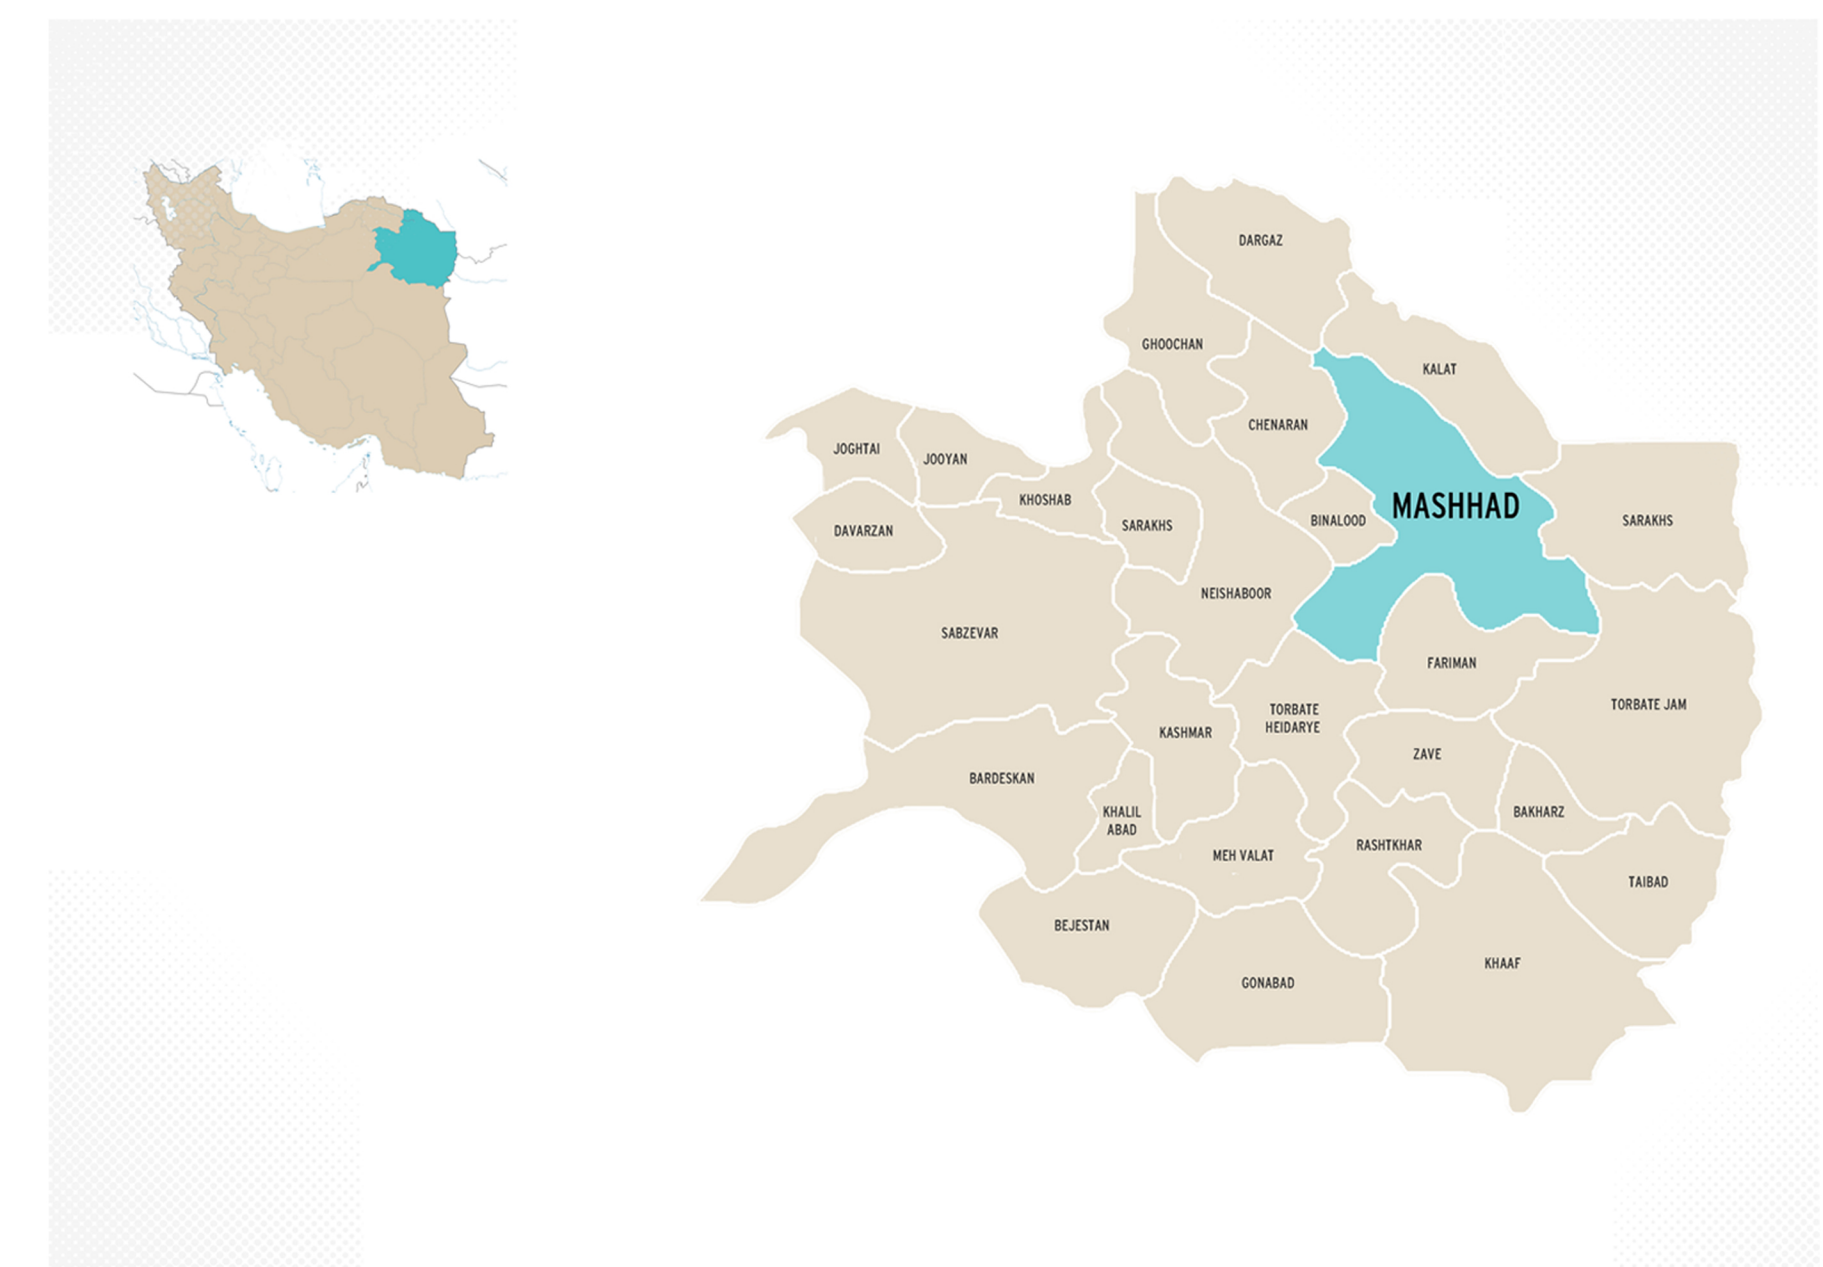 DARGAZ
GHOOCHAN
KALAT
CHENARAN
JOGHTAI
JOOYAN
KHOSHAB
MASHHAD
DAVARZAN
SARAKHS
BINALOOD
SARAKHS
NEISHABOOR
SABZEVAR
FARIMAN
TORBATE JAM
TORBATE
HEIDARYE
KASHMAR
ZAVE
BARDESKAN
KHALIL
ABAD
BAKHARZ
RASHTKHAR
MEH VALAT
TAIBAD
BEJESTAN
KHAAF
GONABAD